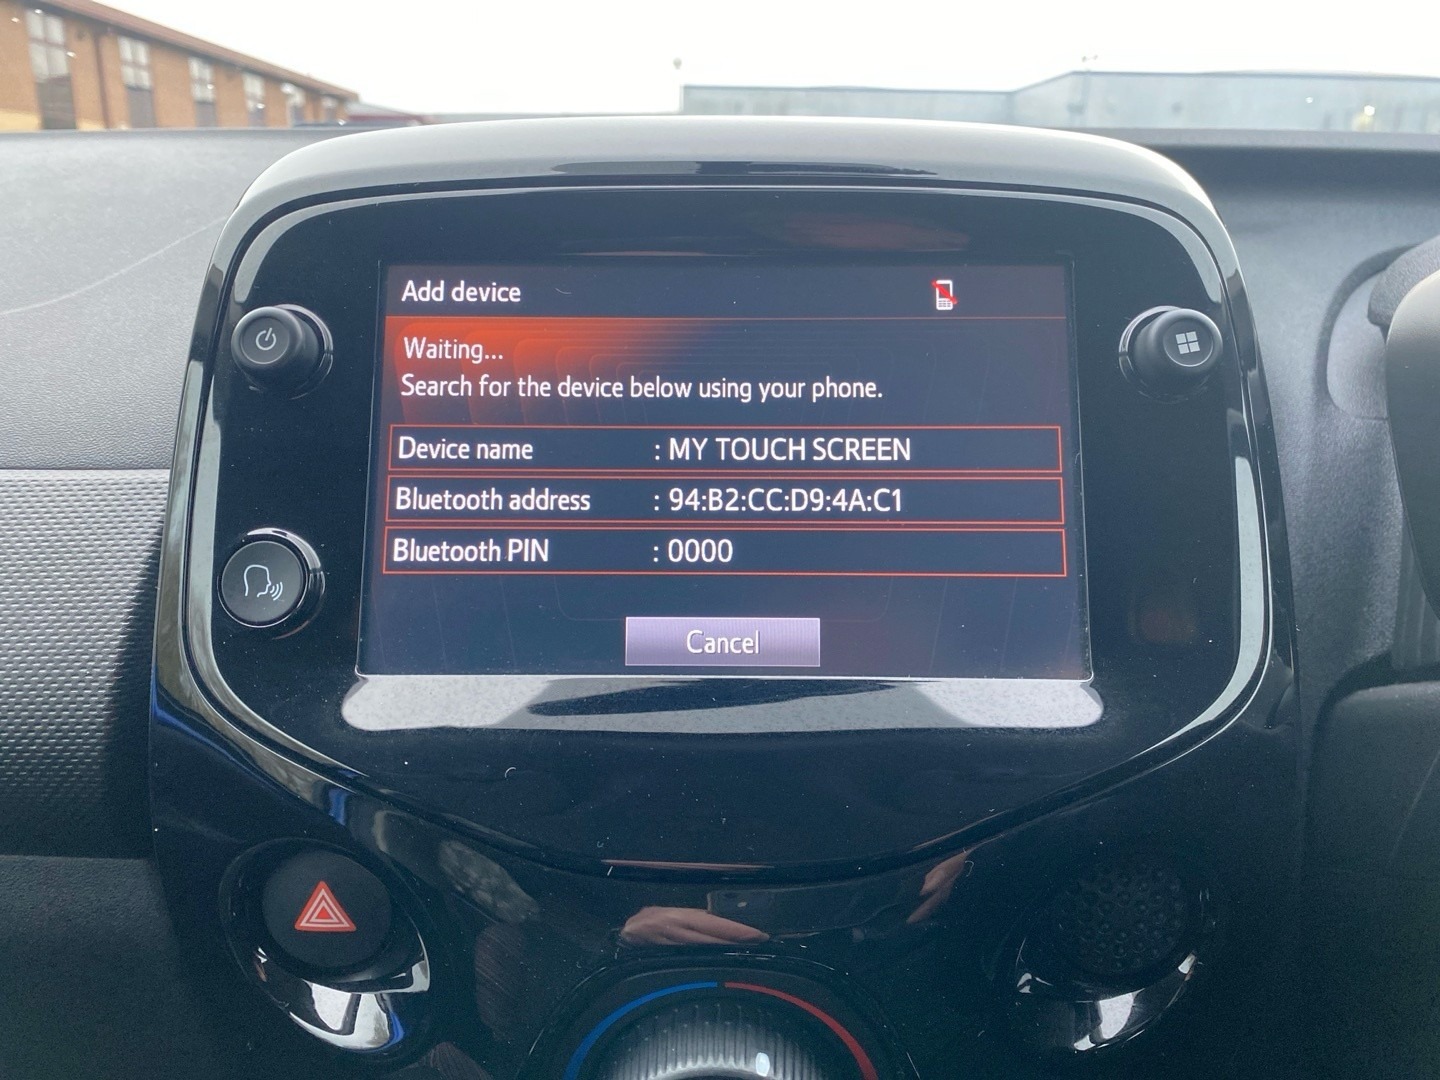 Add device
Waiting...
Search for the device below using your phone.
Device name : MY TOUCH SCREEN
Bluetooth address : 94:B2:CC:D9:4A:C1
Bluetooth PIN : 0000
Cancel